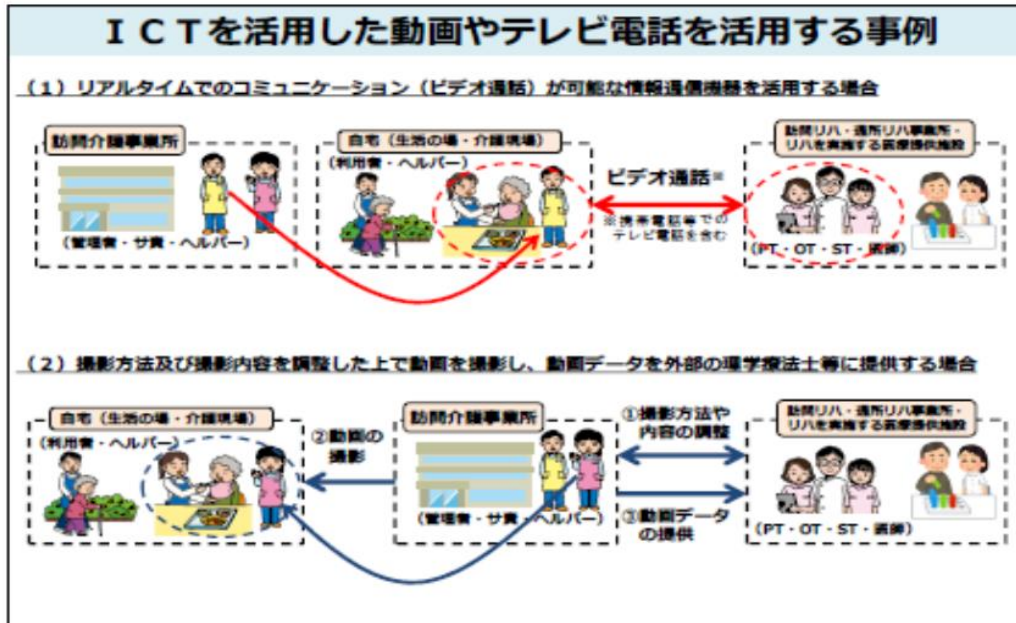 ＩＣＴを活用した動画やテレビ電話を活用する事例
（１）リアルタイムでのコミュニケーション（ビデオ通話）が可能な情報通信機器を活用する場合
訪問介護事業所
（管理者・サ責・ヘルパー）
自宅（生活の場・介護現場）
（利用者・ヘルパー）
ビデオ通話※
※携帯電話等での
テレビ電話を含む
訪問リハ・通所リハ事業所・
リハを実施する医療提供施設
（PT・OT・ST・医師）
（２）撮影方法及び撮影内容を調整した上で動画を撮影し、動画データを外部の理学療法士等に提供する場合
自宅（生活の場・介護現場）
（利用者・ヘルパー）
②動画の
撮影
訪問介護事業所
（管理者・サ責・ヘルパー）
①撮影方法や
内容の調整
③動画データ
の提供
訪問リハ・通所リハ事業所・
リハを実施する医療提供施設
（PT・OT・ST・医師）